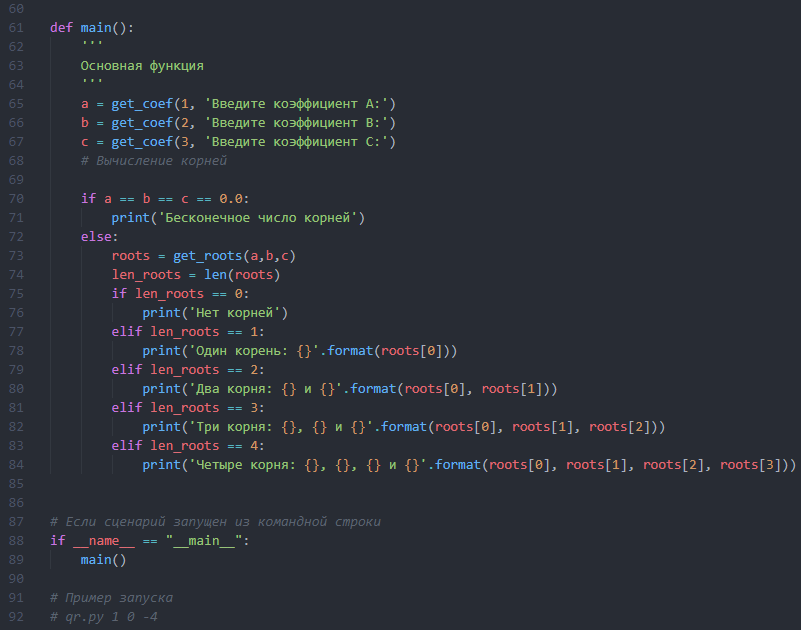 60
61 def main():
62     '''
63     Основная функция
64     '''
65     a = get_coef(1, 'Введите коэффициент А:')
66     b = get_coef(2, 'Введите коэффициент B:')
67     c = get_coef(3, 'Введите коэффициент C:')
68     # Вычисление корней
69
70     if a == b == c == 0.0:
71         print('Бесконечное число корней')
72     else:
73         roots = get_roots(a,b,c)
74         len_roots = len(roots)
75         if len_roots == 0:
76             print('Нет корней')
77         elif len_roots == 1:
78             print('Один корень: {}'.format(roots[0]))
79         elif len_roots == 2:
80             print('Два корня: {} и {}'.format(roots[0], roots[1]))
81         elif len_roots == 3:
82             print('Три корня: {}, {} и {}'.format(roots[0], roots[1], roots[2]))
83         elif len_roots == 4:
84             print('Четыре корня: {}, {}, {} и {}'.format(roots[0], roots[1], roots[2], roots[3]))
85
86
87 # Если сценарий запущен из командной строки
88 if __name__ == "__main__":
89     main()
90
91 # Пример запуска
92 # qr.py 1 0 -4